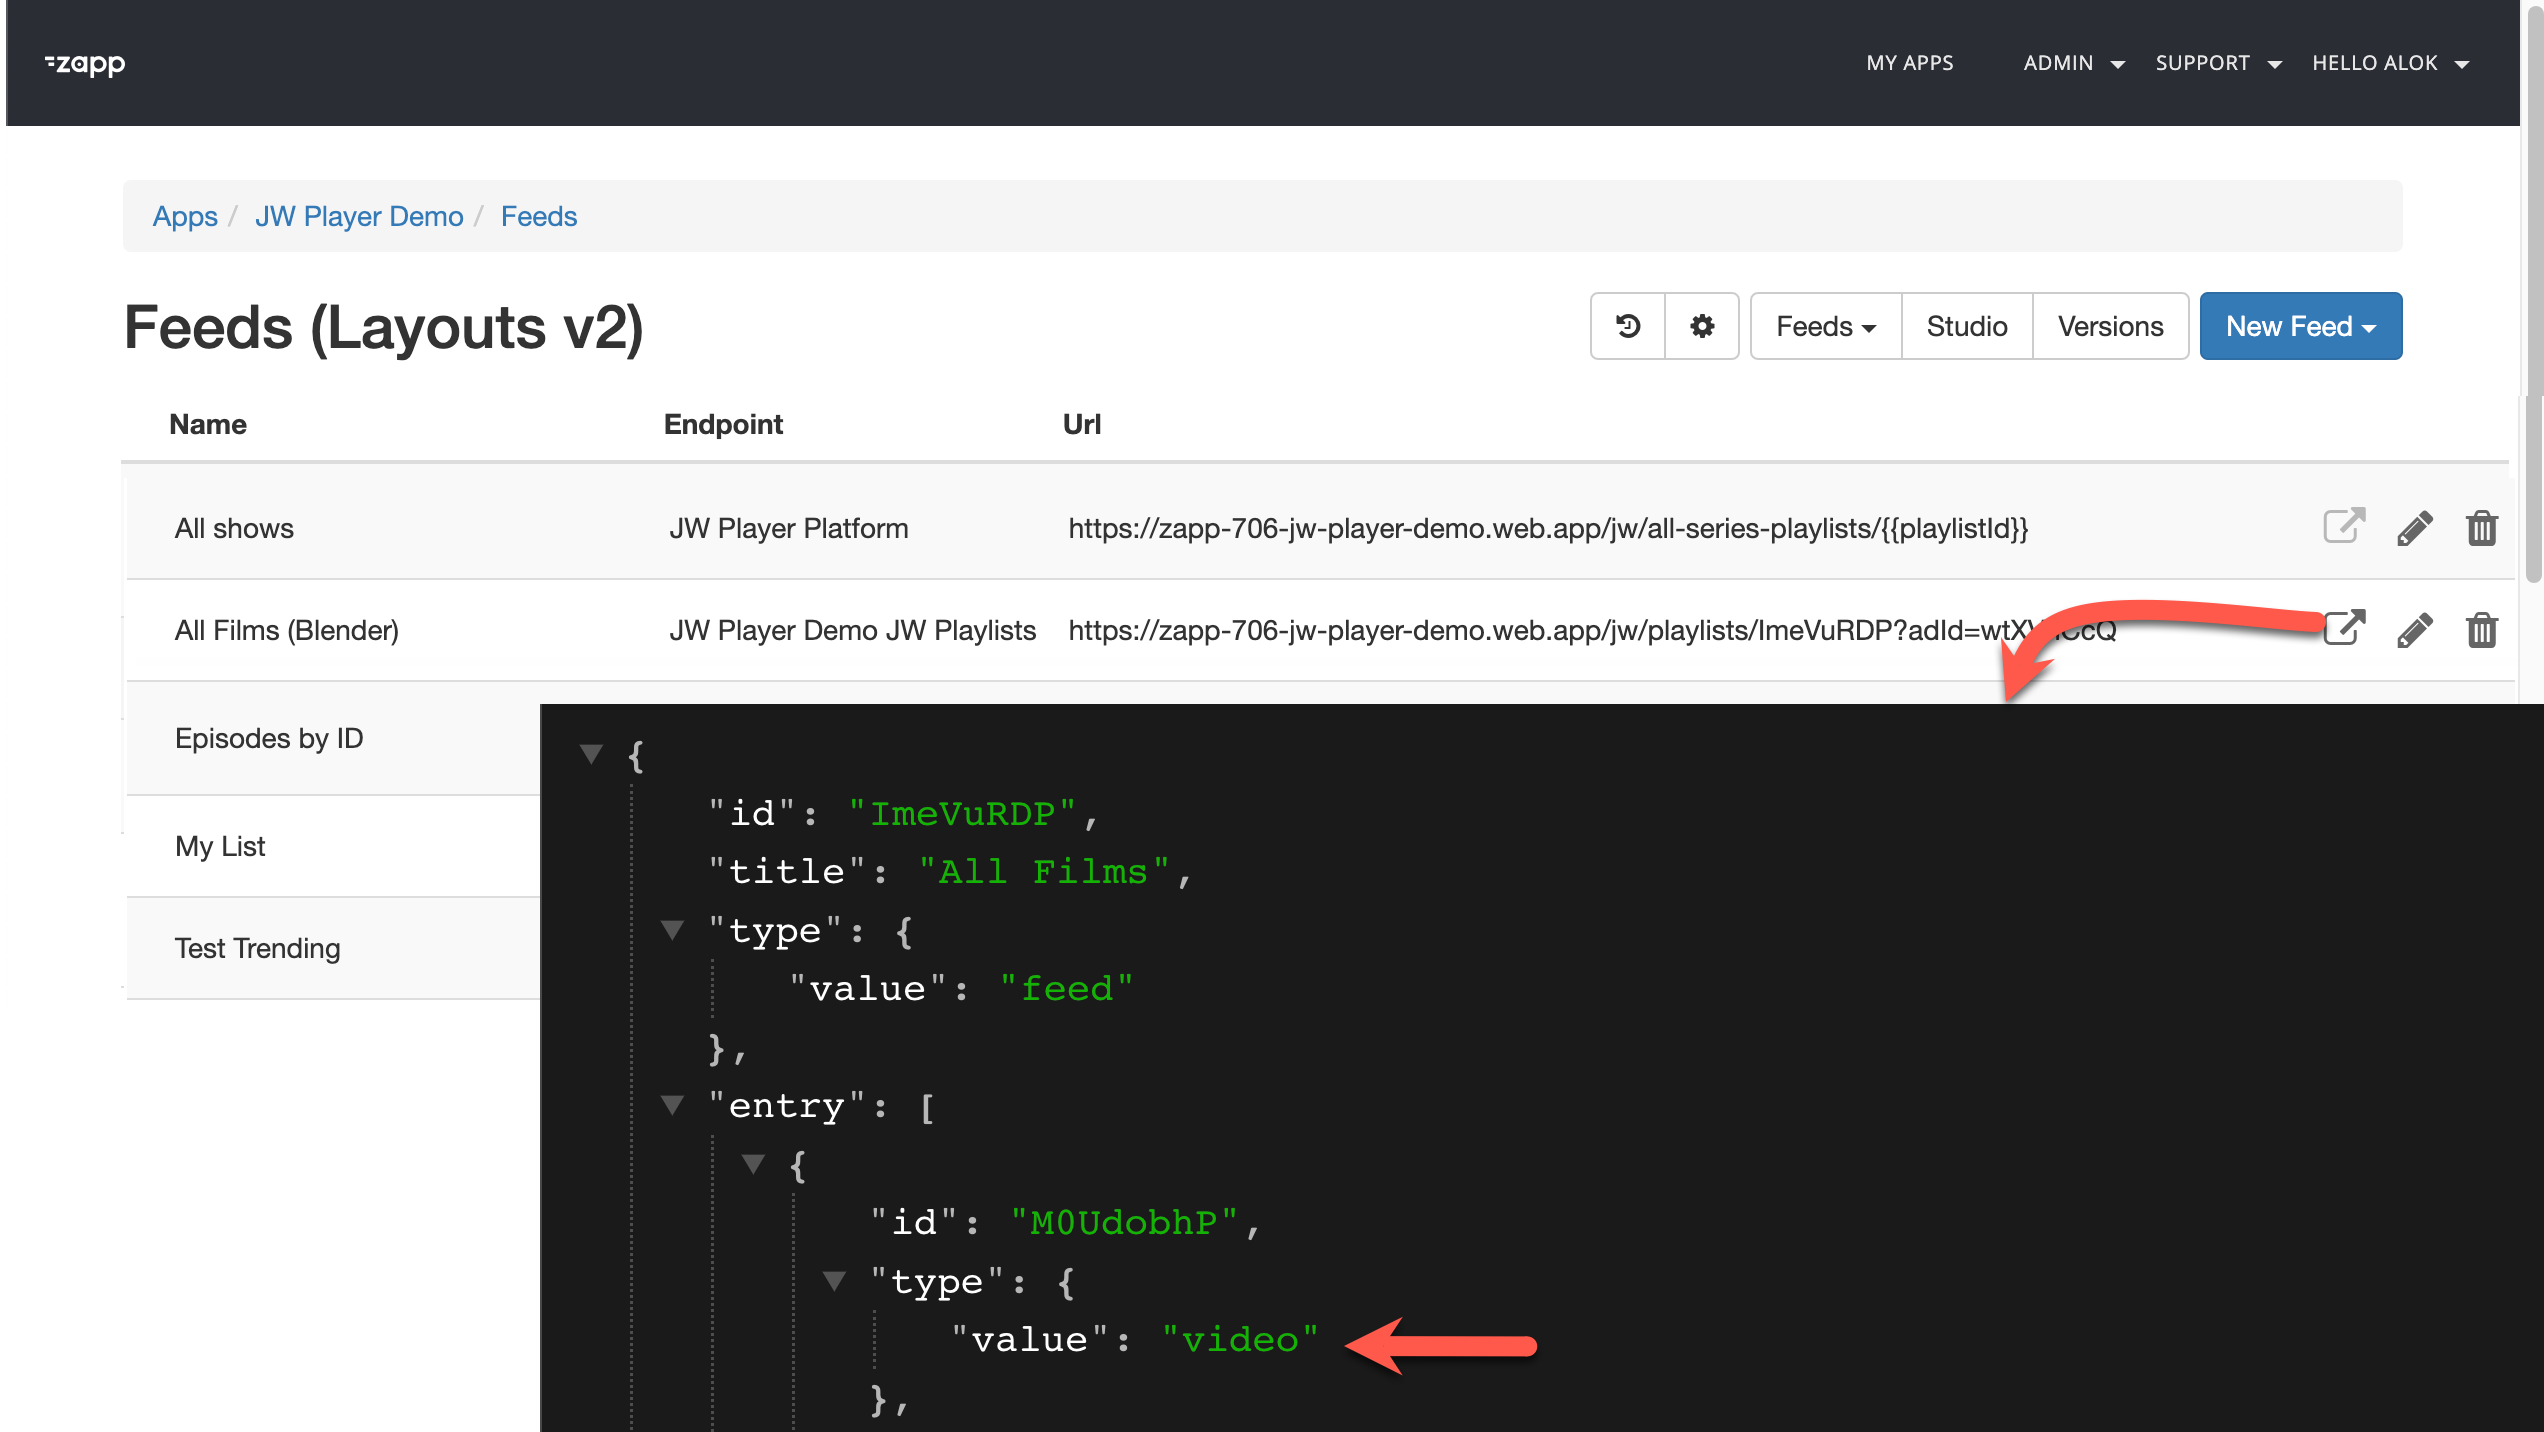 zapp
MY APPS ADMIN SUPPORT HELLO ALOK
Apps / JW Player Demo / Feeds
Feeds (Layouts v2)
Feeds Studio Versions New Feed
Name Endpoint Url
All shows JW Player Platform https://zapp-706-jw-player-demo.web.app/jw/all-series-playlists/{{playlistId}}
All Films (Blender) JW Player Demo JW Playlists https://zapp-706-jw-player-demo.web.app/jw/playlists/ImeVuRDP?adId=
Episodes by ID
My List
Test Trending
{
"id": "ImeVuRDP",
"title": "All Films",
"type": {
"value": "feed"
},
"entry": [
{
"id": "M0UdobhP",
"type": {
"value": "video"
},